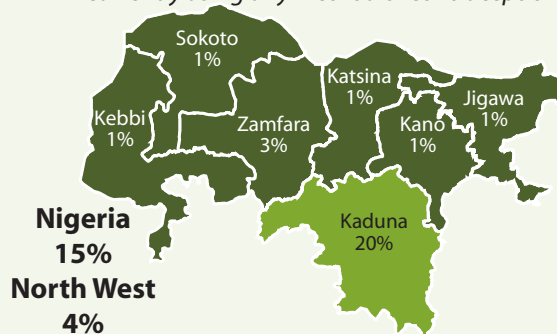 Sokoto
1%
Katsina
1%
Jigawa
1%
Kebbi
1%
Zamfara
3%
Kano
1%
Kaduna
20%
Nigeria
15%
North West
4%